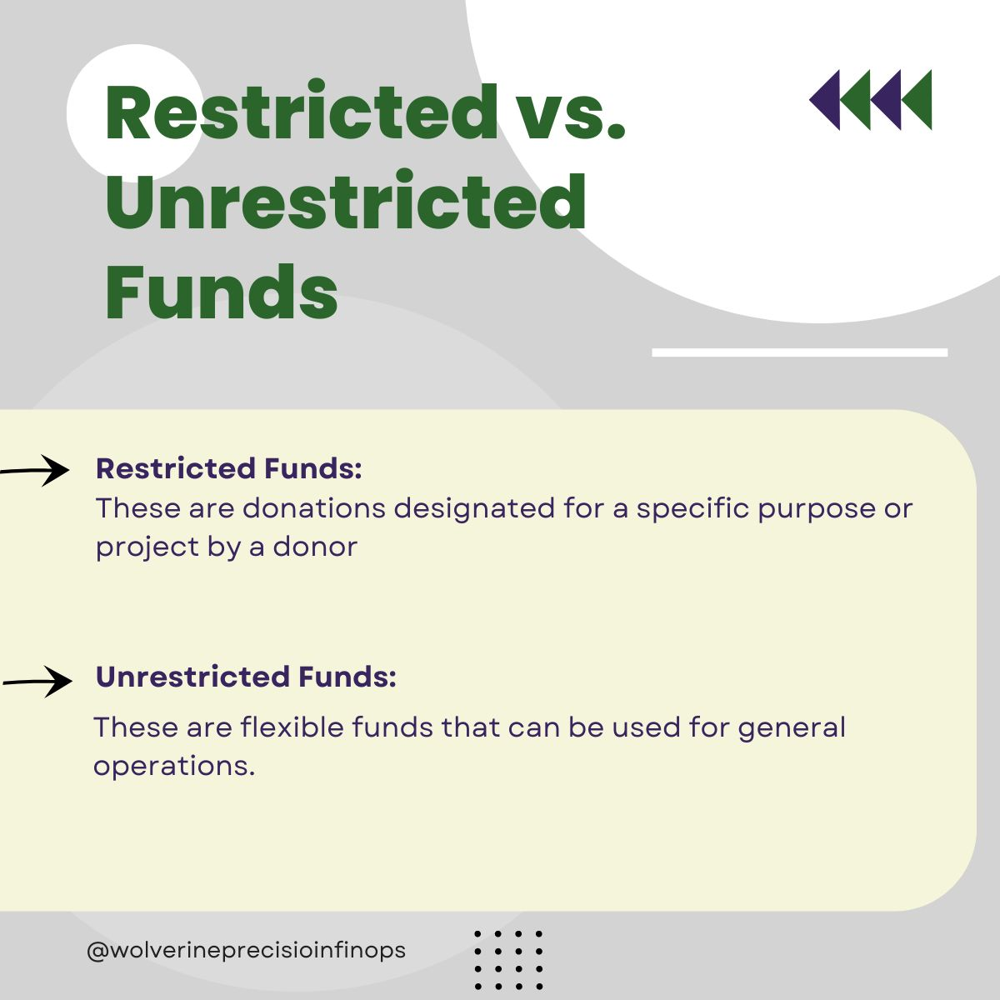 Restricted vs.
Unrestricted
Funds
Restricted Funds:
These are donations designated for a specific purpose or
project by a donor
Unrestricted Funds:
These are flexible funds that can be used for general
operations.
@wolverineprecisioinfinops